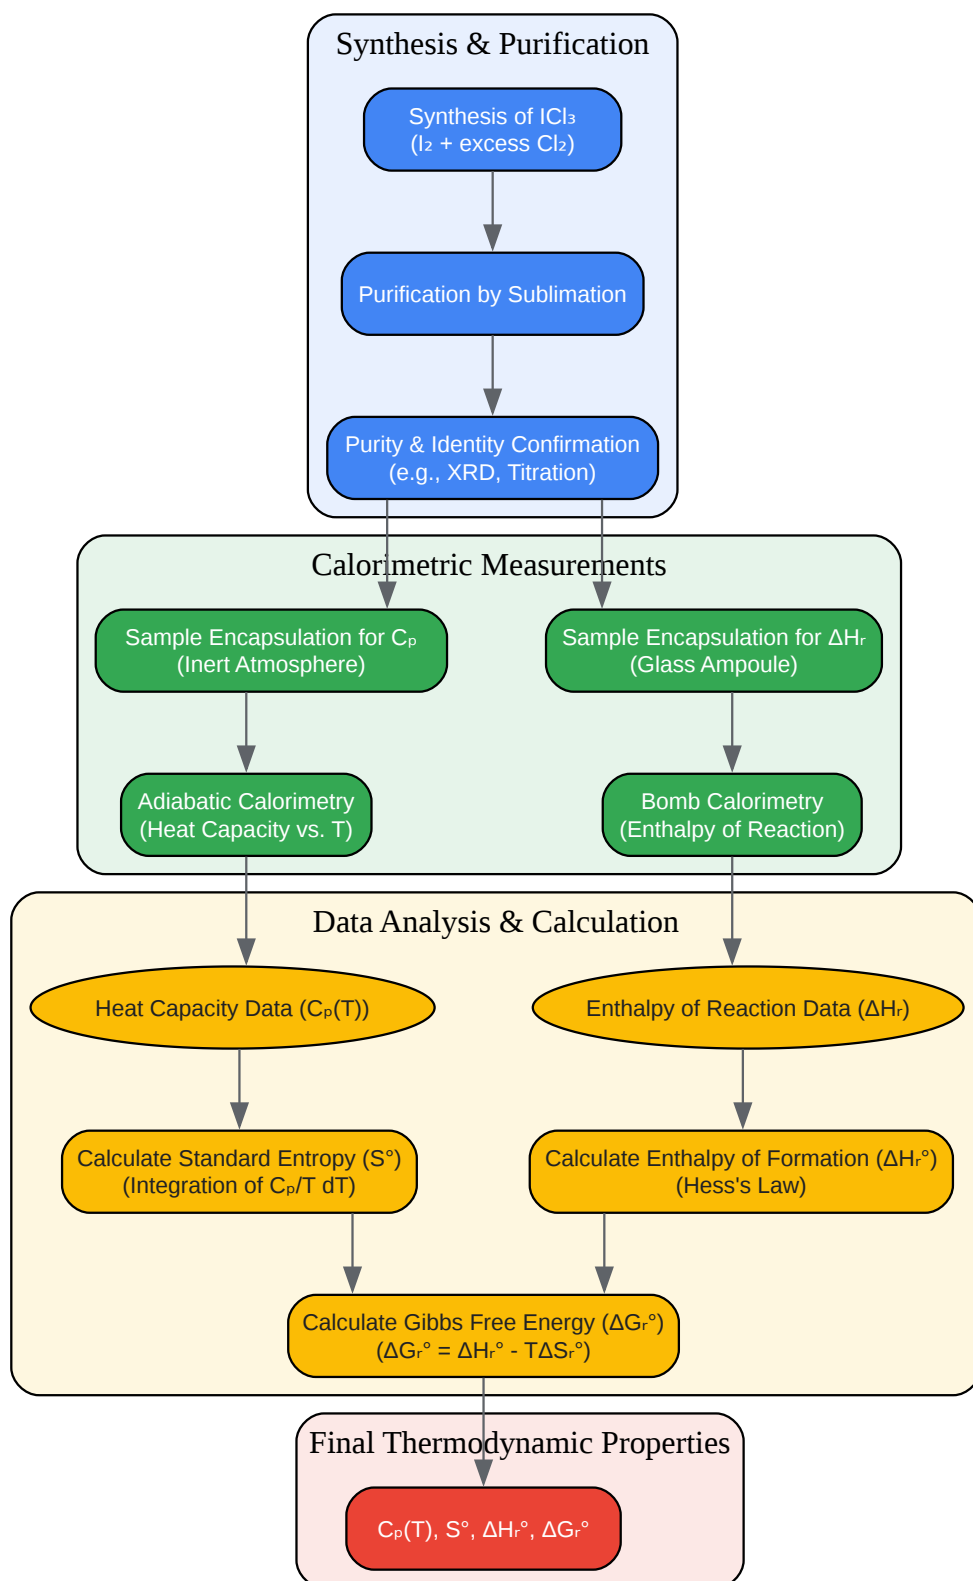 Synthesis & Purification
Synthesis of ICl₃
(I₂ + excess Cl₂)
Purification by Sublimation
Purity & Identity Confirmation
(e.g., XRD, Titration)
Calorimetric Measurements
Sample Encapsulation for Cₚ
(Inert Atmosphere)
Sample Encapsulation for ΔHᵣ
(Glass Ampoule)
Adiabatic Calorimetry
(Heat Capacity vs. T)
Bomb Calorimetry
(Enthalpy of Reaction)
Data Analysis & Calculation
Heat Capacity Data (Cₚ(T))
Enthalpy of Reaction Data (ΔHᵣ)
Calculate Standard Entropy (S°)
(Integration of Cₚ/T dT)
Calculate Enthalpy of Formation (ΔHᵣ°)
(Hess's Law)
Calculate Gibbs Free Energy (ΔGᵣ°)
(ΔGᵣ° = ΔHᵣ° - TΔSᵣ°)
Final Thermodynamic Properties
Cₚ(T), S°, ΔHᵣ°, ΔGᵣ°